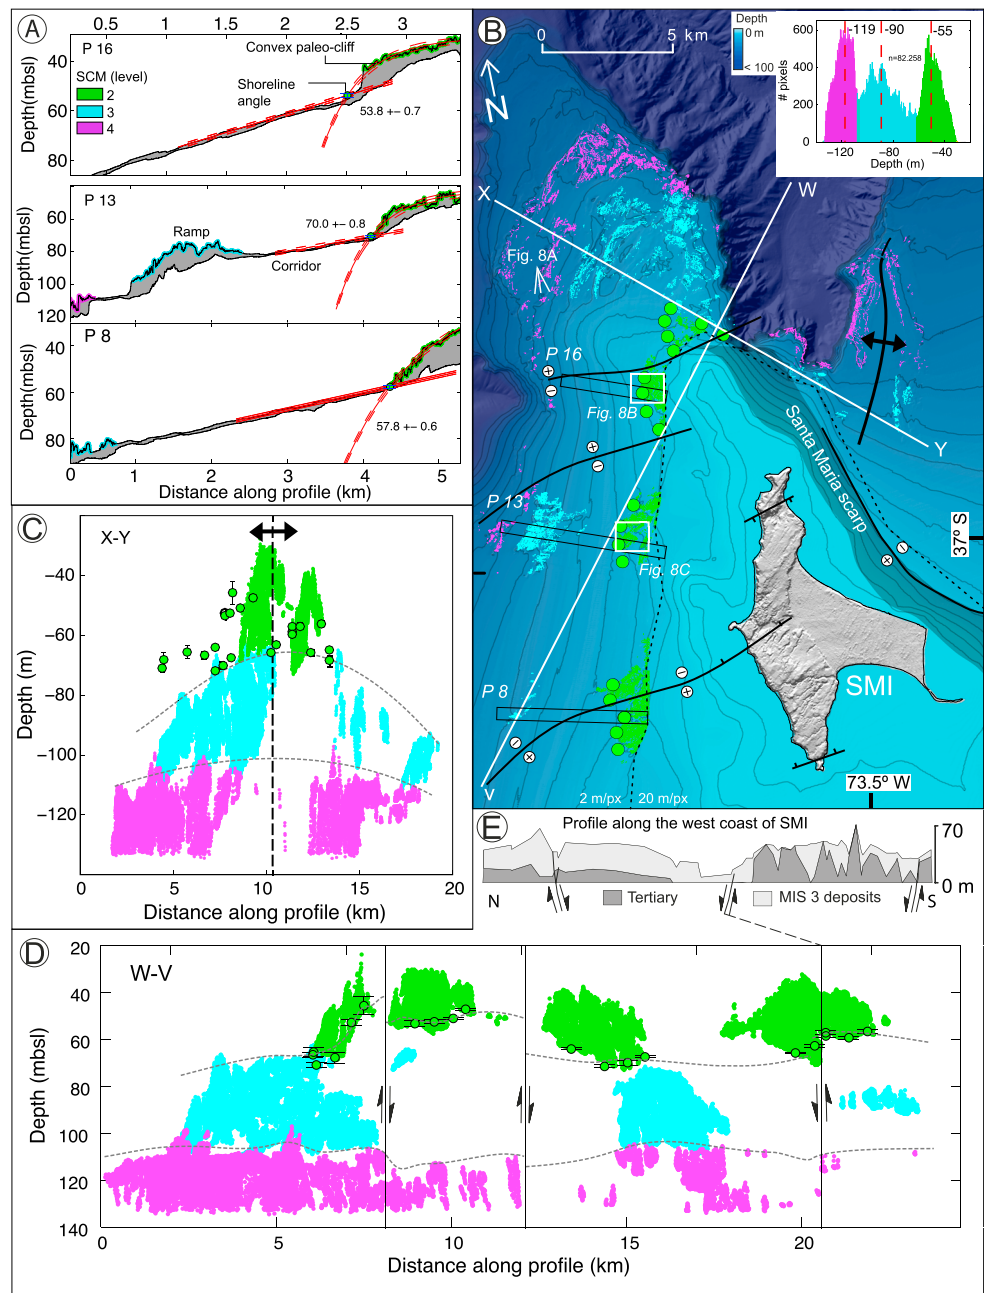 A
0.5
1
1.5
2
2.5
3
P 16
Convex paleo-cliff
SCM (level)
2
3
4
Shoreline
angle
53.8 +- 0.7
Depth(mbsl)
40
60
80
P 13
70.0 +- 0.8
Ramp
Corridor
Depth(mbsl)
60
80
100
120
P 8
57.8 +- 0.6
Depth(mbsl)
40
60
80
0
1
2
3
4
5
Distance along profile (km)
B
0
5 km
N
Depth
0 m
< 100
600
400
200
0
# pixels
-119
-90
-55
n=82.258
-120
-80
-40
Depth (m)
X
W
Fig. 8A
P 16
Fig. 8B
Y
Santa Maria scarp
P 13
Fig. 8C
37º S
P 8
SMI
V
2 m/px
20 m/px
73.5º W
C
X-Y
-40
-60
-80
-100
-120
Depth (m)
0
5
10
15
20
Distance along profile (km)
E
Profile along the west coast of SMI
70
0 m
N
S
Tertiary
MIS 3 deposits
D
W-V
20
40
60
80
100
120
140
Depth (mbsl)
0
5
10
15
20
Distance along profile (km)